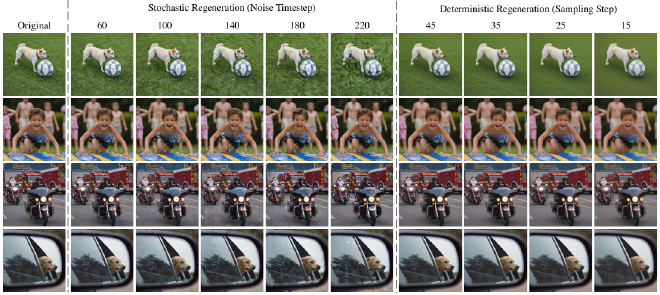 Stochastic Regeneration (Noise Timestep)
Deterministic Regeneration (Sampling Step)
Original 60 100 140 180 220 45 35 25 15